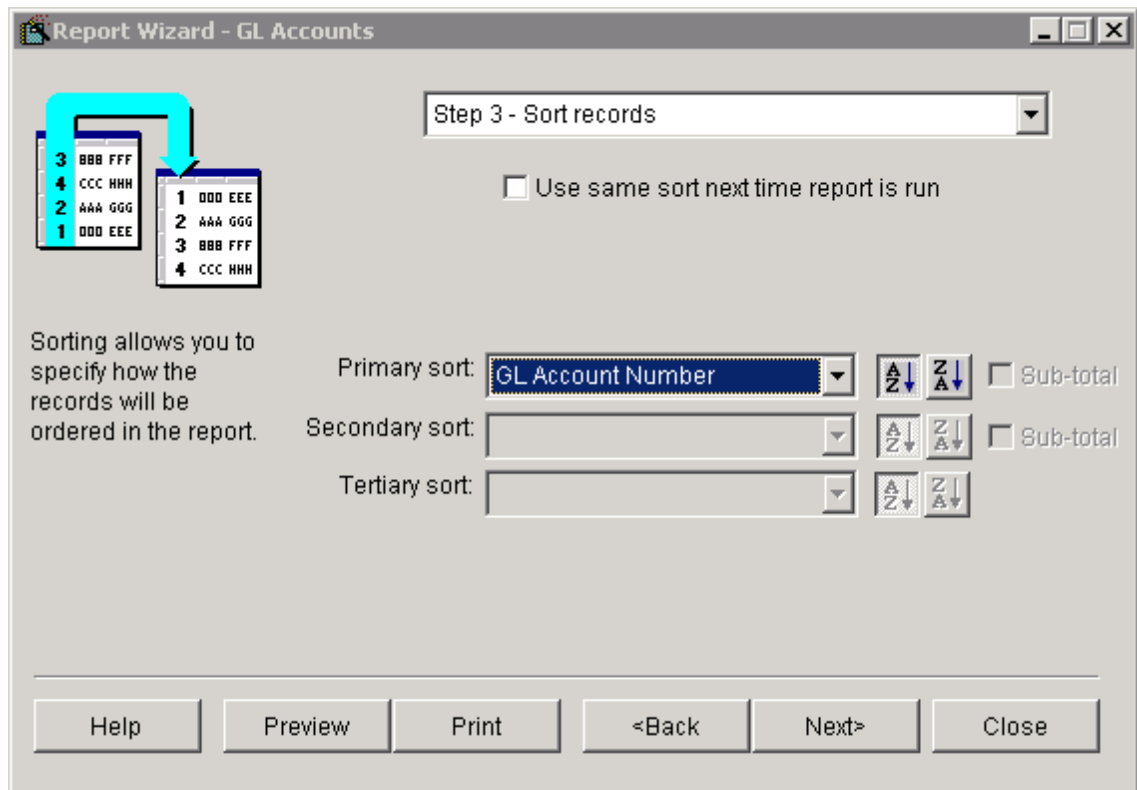 Report Wizard - GL Accounts
Step 3 - Sort records
Use same sort next time report is run
3 BBB FFF
4 CCC HHH
2 AAA GGG
1 DDD EEE
1 DDD EEE
2 AAA GGG
3 BBB FFF
4 CCC HHH
Sorting allows you to
specify how the
records will be
ordered in the report.
Primary sort: GL Account Number A Z Z A Sub-total
Secondary sort: A Z Z A Sub-total
Tertiary sort: A Z Z A
Help Preview Print <Back Next> Close